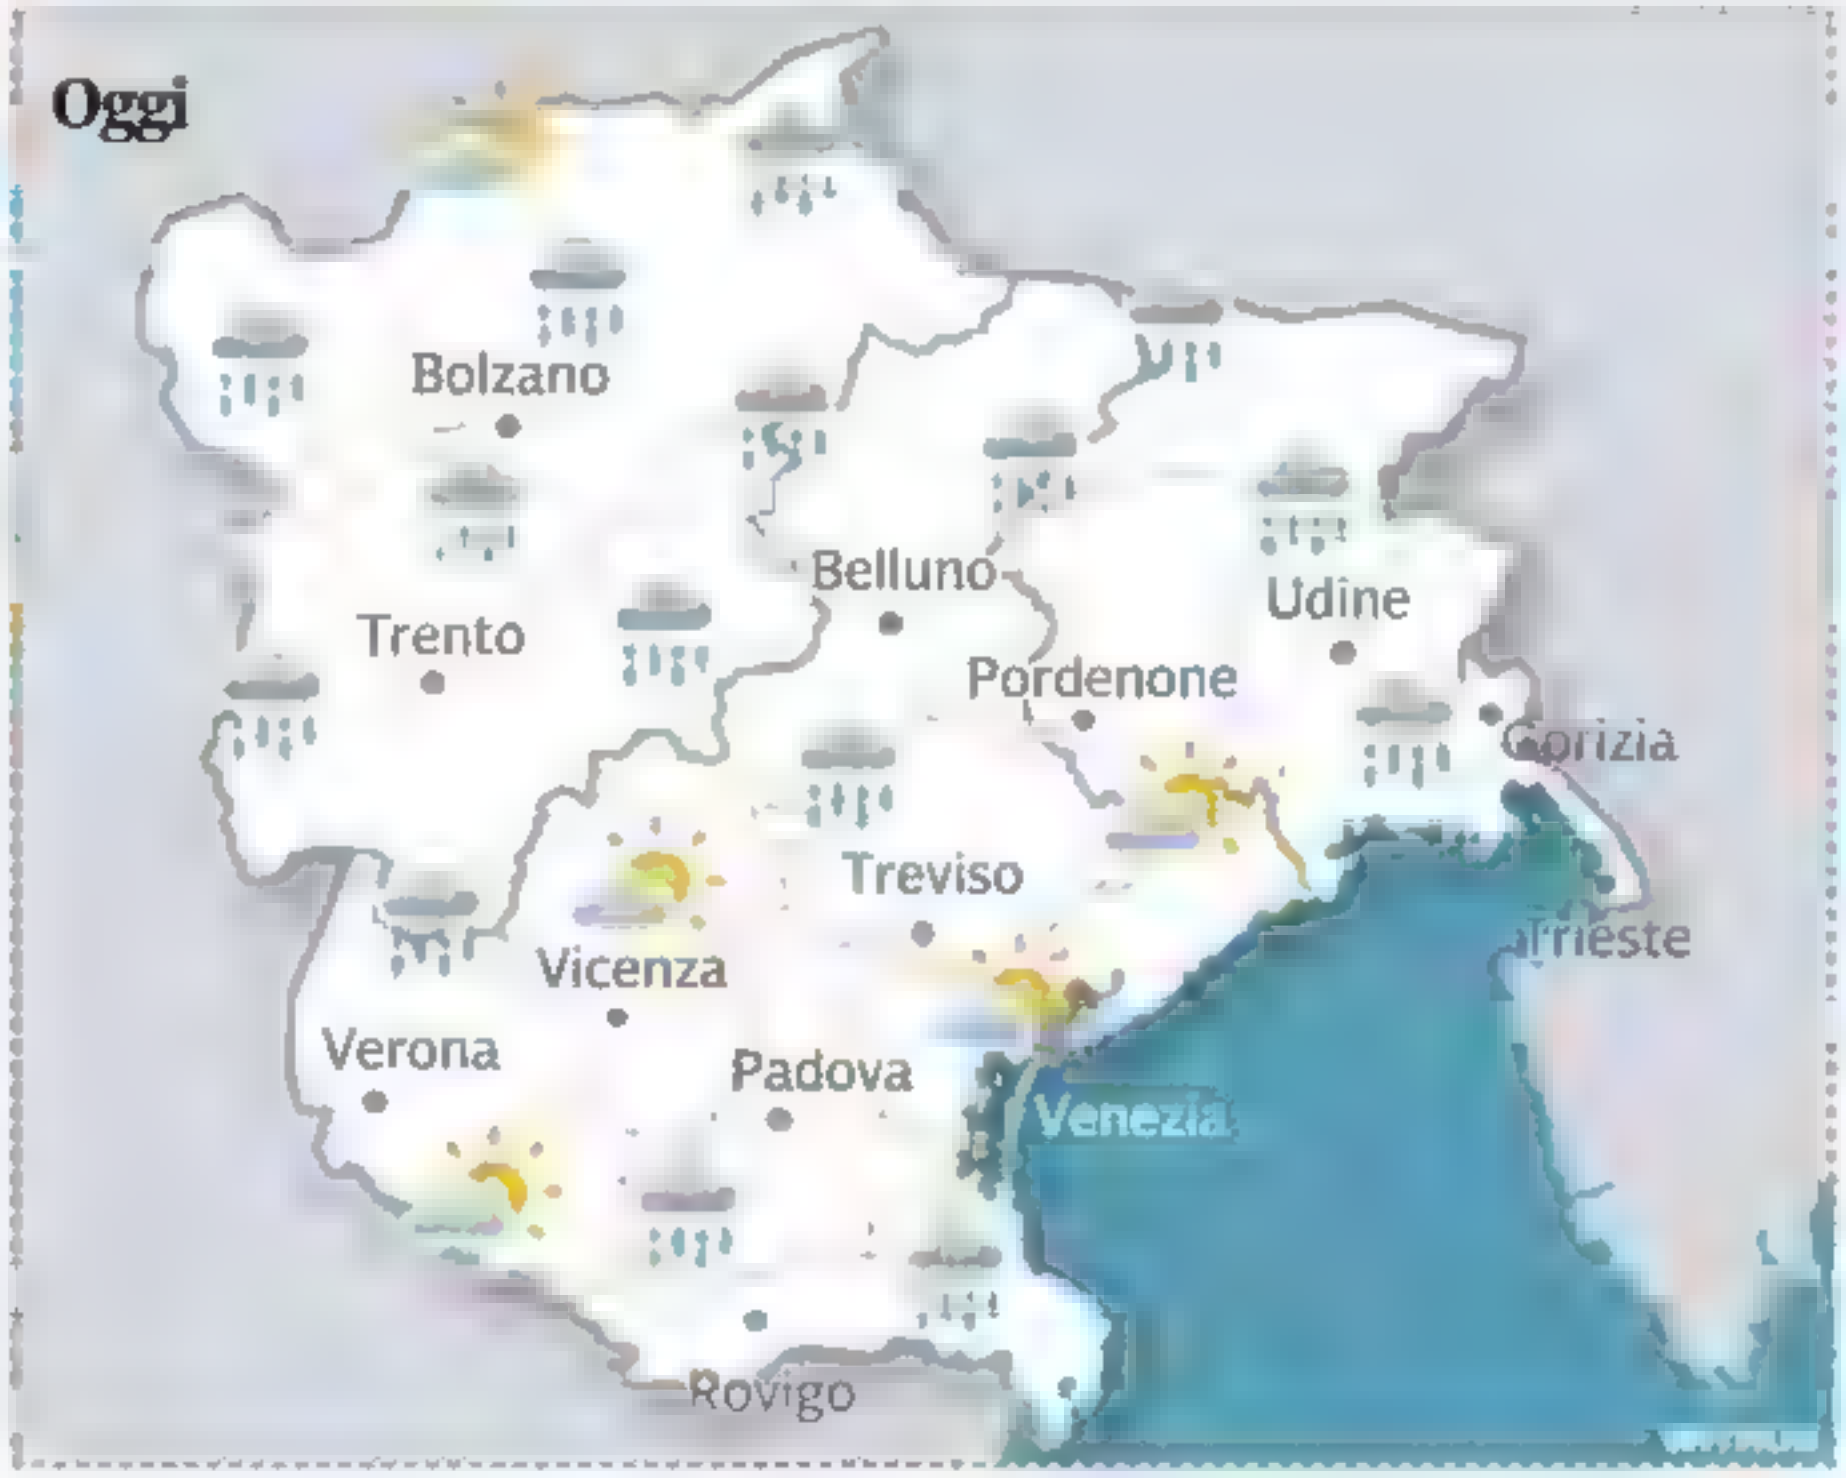 Oggi
Bolzano
Belluno
Udine
Trento
Pordenone
Gorizia
Treviso
Trieste
Vicenza
Verona
Padova
Venezia
Rovigo